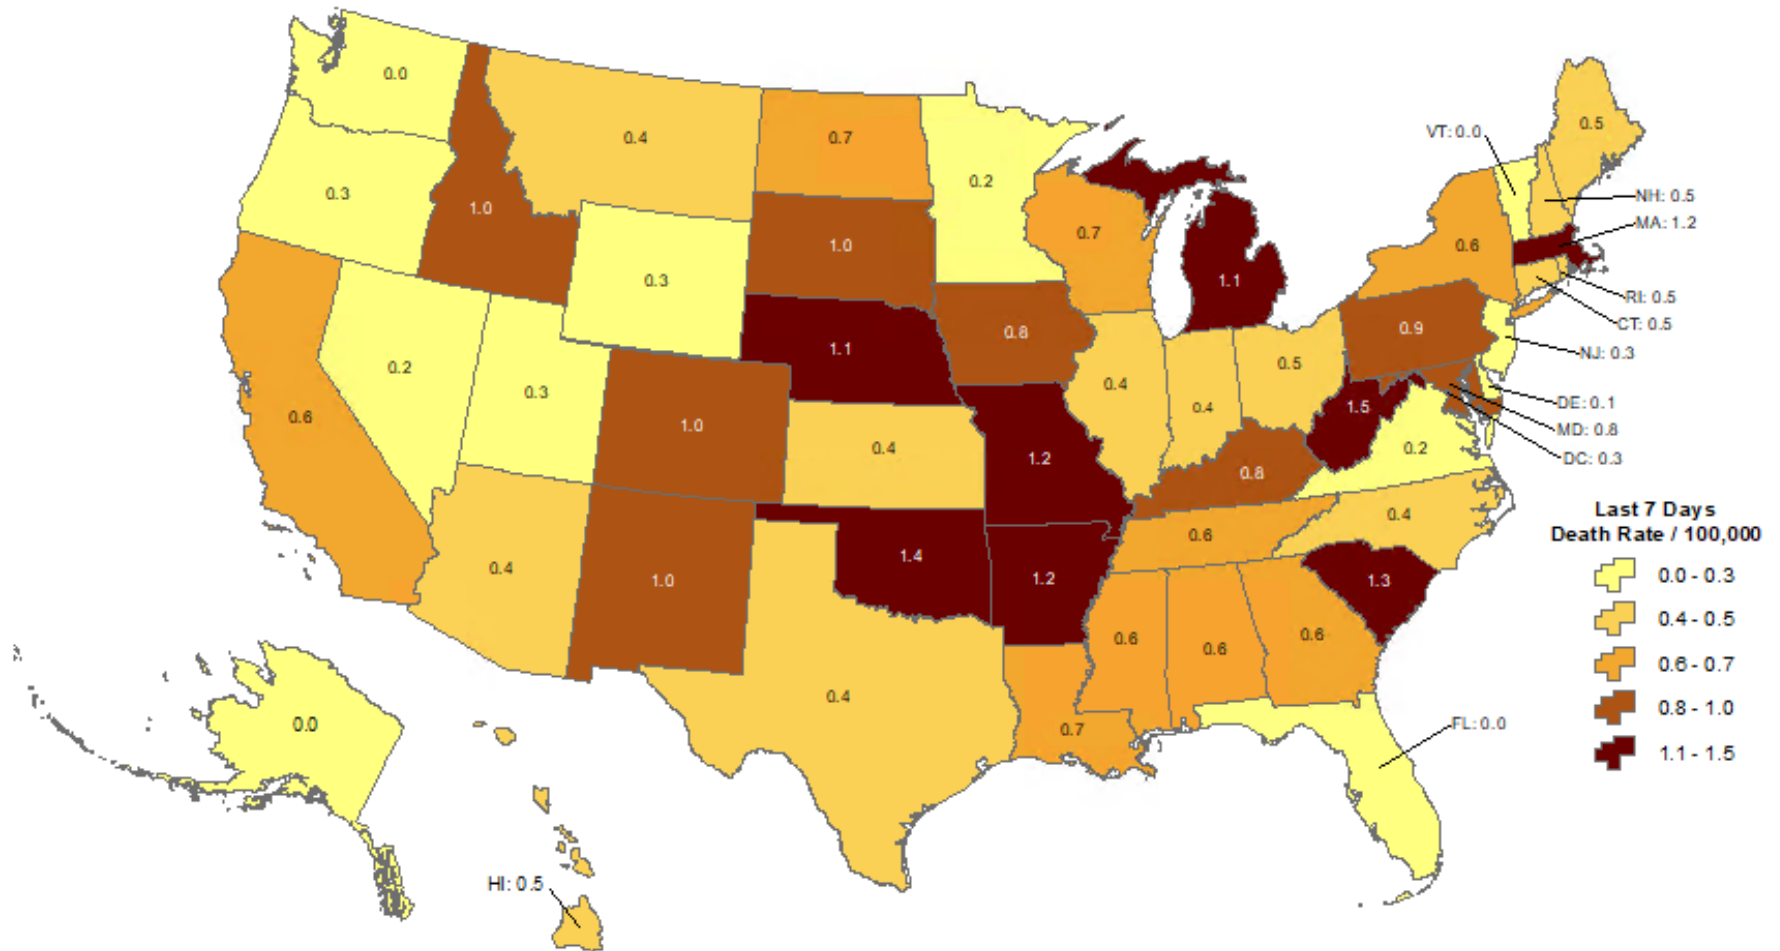 0.0
0.4
0.7
0.5
VT: 0.0
0.2
0.3
1.0
NH: 0.5
MA: 1.2
1.0
0.7
0.6
0.3
1.1
RI: 0.5
CT: 0.5
0.8
0.9
NJ: 0.3
1.1
0.2
0.3
0.5
0.4
0.4
1.5
DE: 0.1
MD: 0.8
DC: 0.3
0.6
1.0
0.4
1.2
0.8
0.2
Last 7 Days
Death Rate / 100,000
0.0 - 0.3
0.4 - 0.5
0.6 - 0.7
0.8 - 1.0
1.1 - 1.5
0.4
0.6
1.4
0.4
1.0
1.2
1.3
0.6
0.6
0.6
0.4
0.7
0.0
FL: 0.0
HI: 0.5